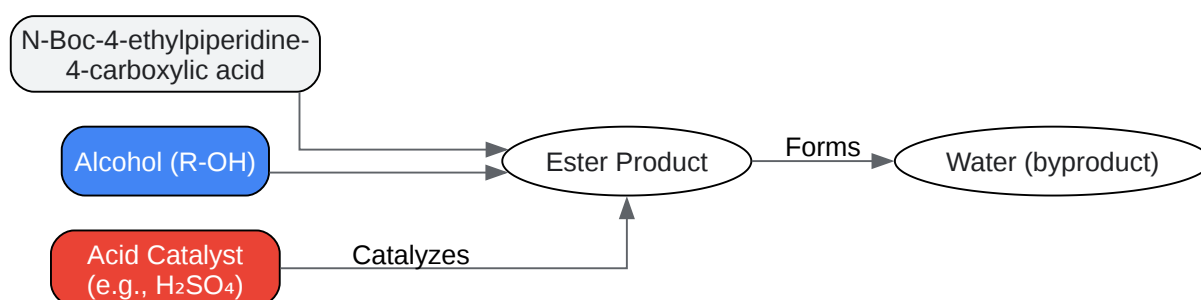 N-Boc-4-ethylpiperidine-
4-carboxylic acid
Alcohol (R-OH)
Ester Product
Forms
Water (byproduct)
Acid Catalyst
(e.g., H₂SO₄)
Catalyzes